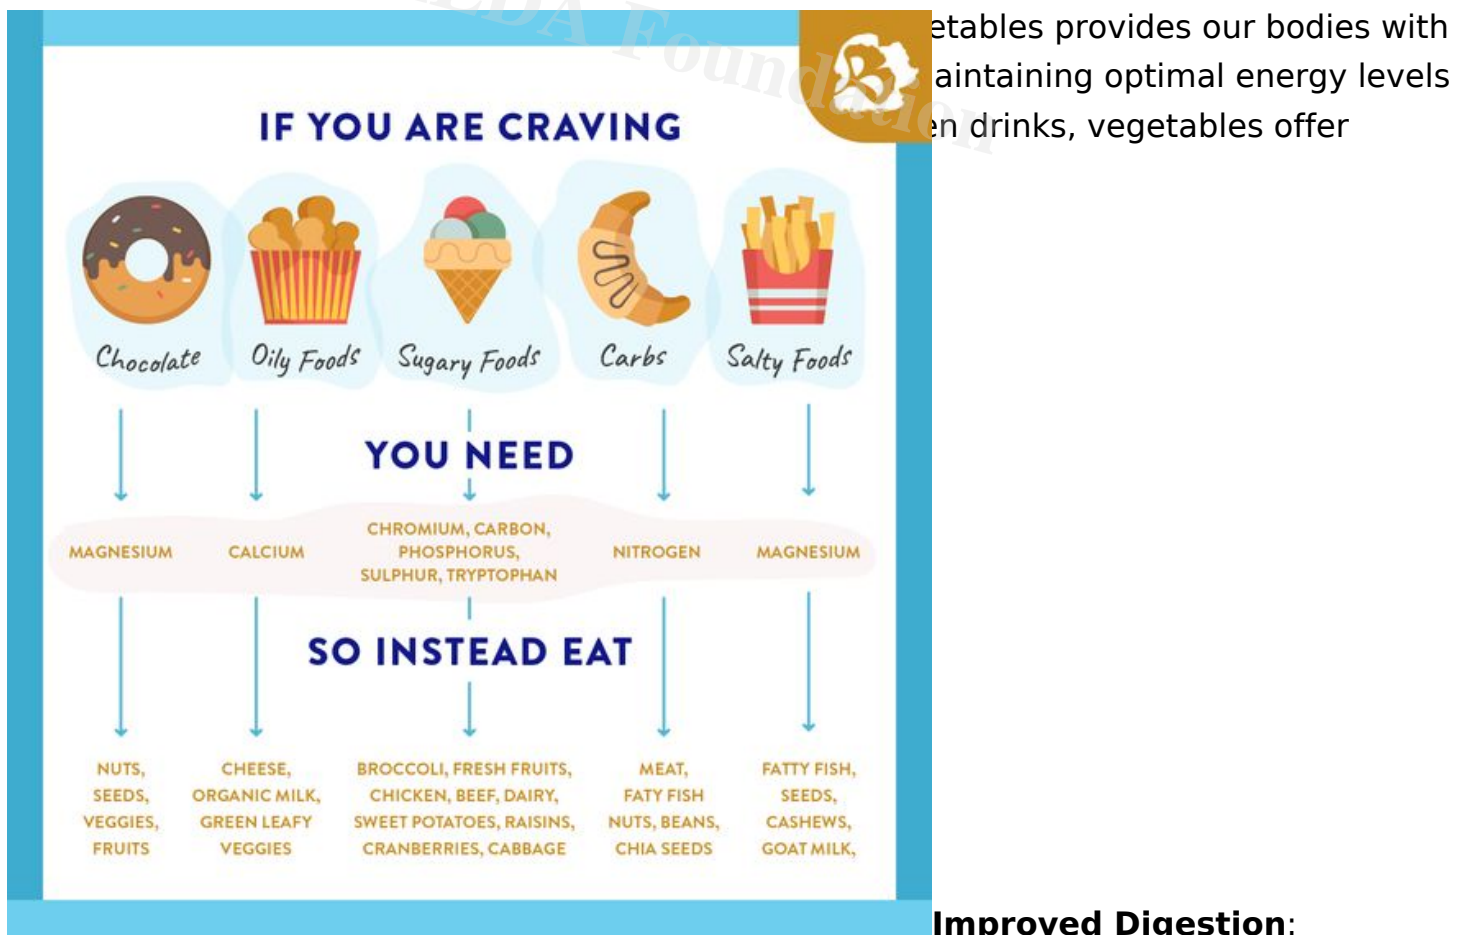 etables provides our bodies with
aintaining optimal energy levels
en drinks, vegetables offer
IF YOU ARE CRAVING
Chocolate Oily Foods Sugary Foods Carbs Salty Foods
YOU NEED
MAGNESIUM
CALCIUM
CHROMIUM, CARBON,
PHOSPHORUS,
SULPHUR, TRYPTOPHAN
NITROGEN
MAGNESIUM
SO INSTEAD EAT
NUTS,
SEEDS,
VEGGIES,
FRUITS
CHEESE,
ORGANIC MILK,
GREEN LEAFY
VEGGIES
BROCCOLI, FRESH FRUITS,
CHICKEN, BEEF, DAIRY,
SWEET POTATOES, RAISINS,
CRANBERRIES, CABBAGE
MEAT,
FATY FISH
NUTS, BEANS,
CHIA SEEDS
FATTY FISH,
SEEDS,
CASHEWS,
GOAT MILK,
Improved Digestion:
Foundation